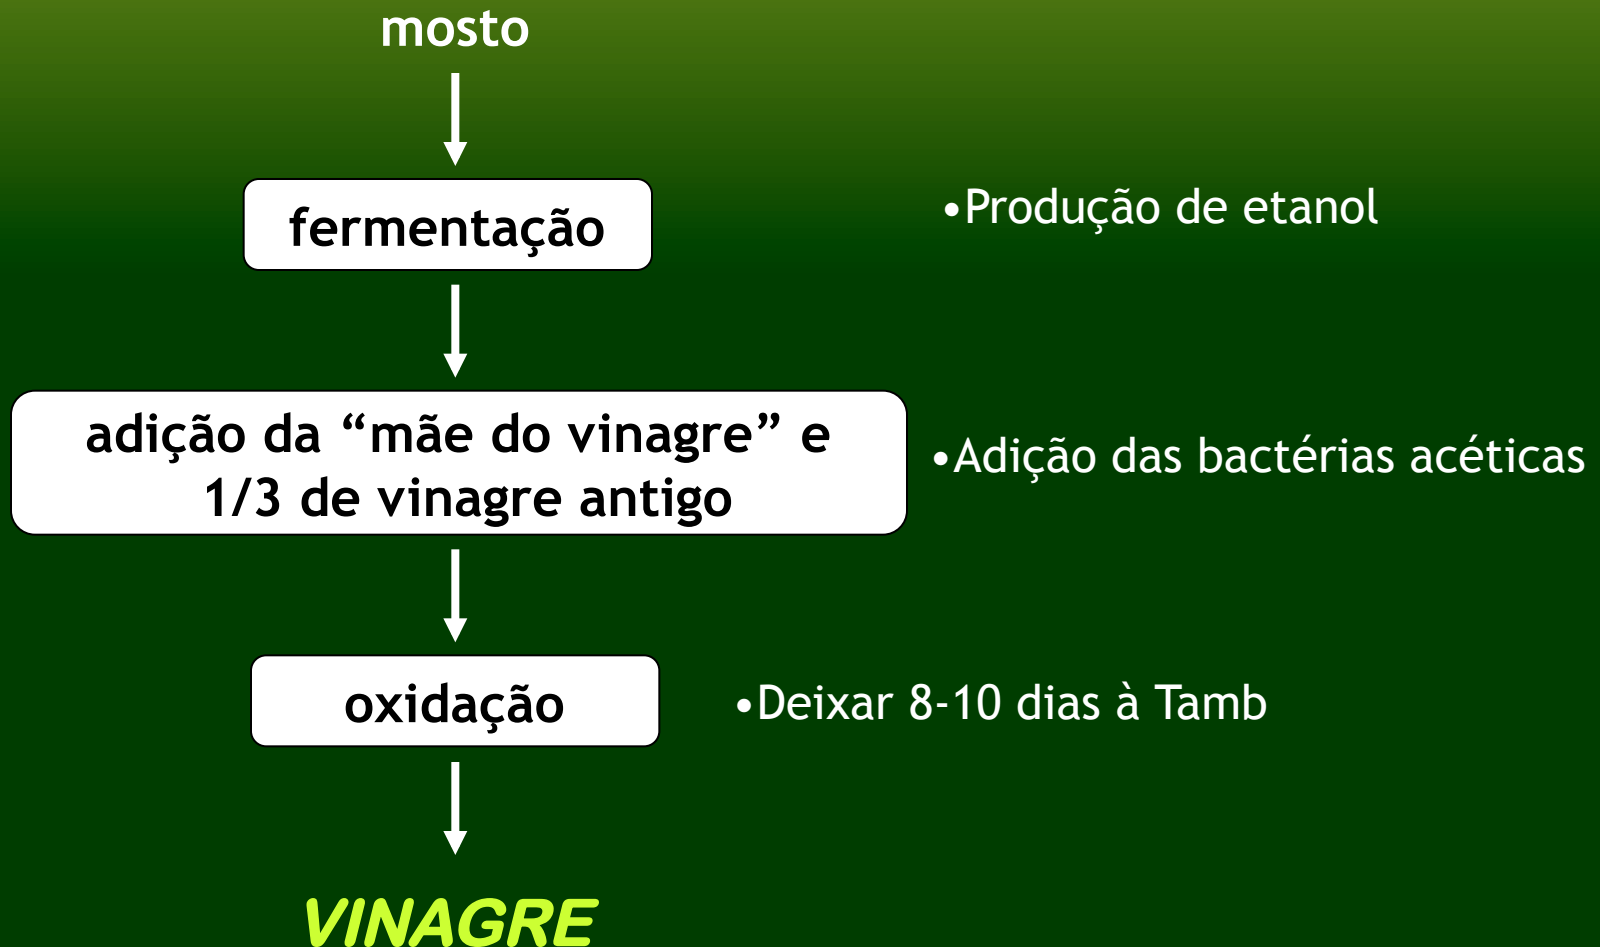 mosto
fermentação
•Produção de etanol
adição da “mãe do vinagre” e
1/3 de vinagre antigo
•Adição das bactérias acéticas
oxidação
•Deixar 8-10 dias à Tamb
VINAGRE